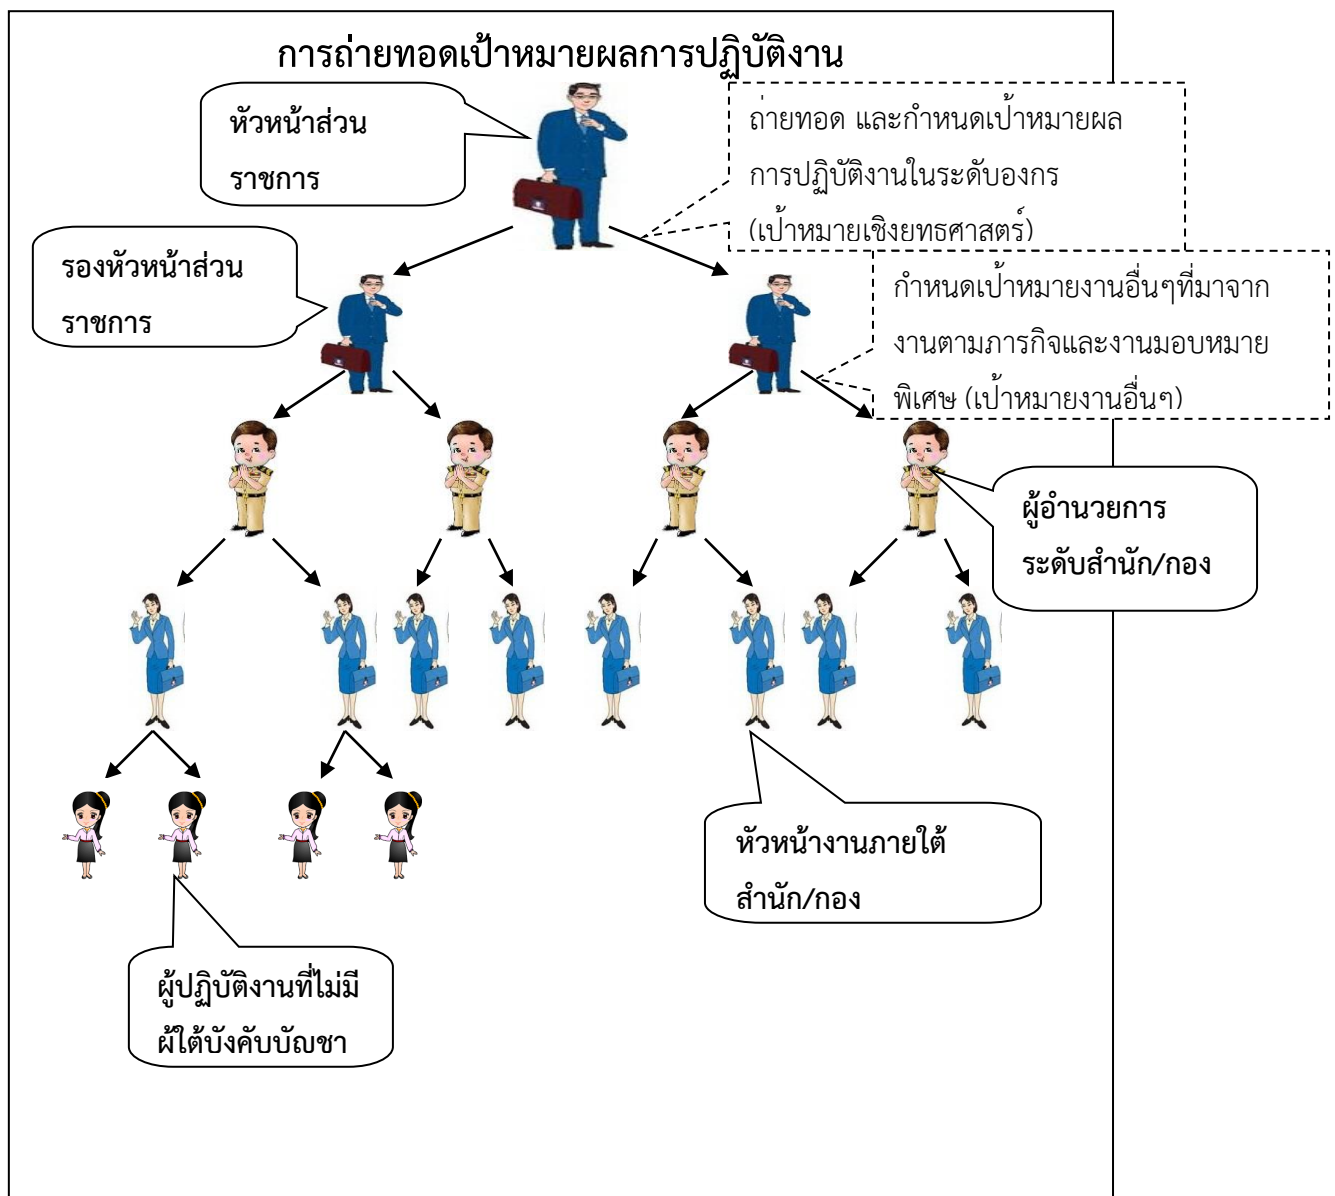 การถ่ายทอดเป้าหมายผลการปฏิบัติงาน
หัวหน้าส่วน
ราชการ
ถ่ายทอด และกำหนดเป้าหมายผล
การปฏิบัติงานในระดับองกร
(เป้าหมายเชิงยทธศาสตร์)
รองหัวหน้าส่วน
ราชการ
กำหนดเป้าหมายงานอื่นๆที่มาจาก
งานตามภารกิจและงานมอบหมาย
พิเศษ (เป้าหมายงานอื่นๆ)
ผู้อำนวยการ
ระดับสำนัก/กอง
หัวหน้างานภายใต้
สำนัก/กอง
ผู้ปฏิบัติงานที่ไม่มี
ผู้ใต้บังคับบัญชา